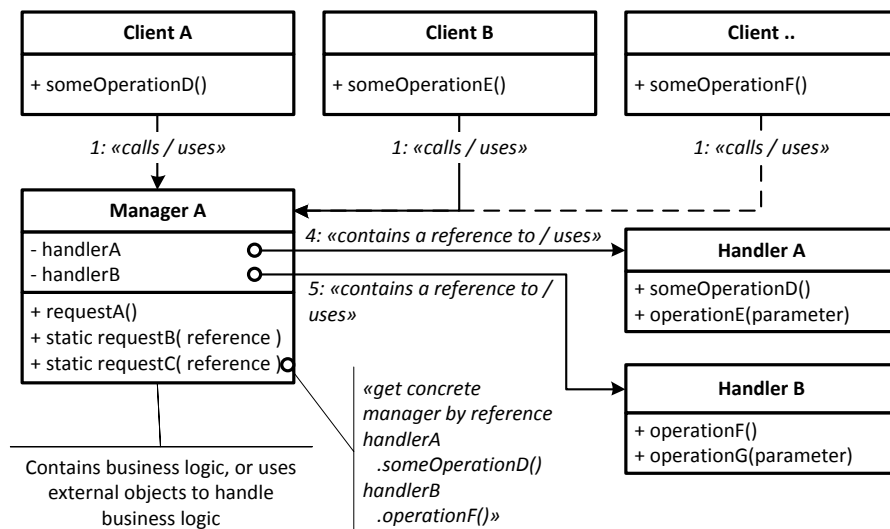 Client A
+ someOperationD()
Client B
+ someOperationE()
Client ..
+ someOperationF()
1: «calls / uses»
1: «calls / uses»
1: «calls / uses»
Manager A
- handlerA
- handlerB
+ requestA()
+ static requestB( reference )
+ static requestC( reference )
4: «contains a reference to / uses»
5: «contains a reference to /
uses»
Handler A
+ someOperationD()
+ operationE(parameter)
Handler B
+ operationF()
+ operationG(parameter)
«get concrete
manager by reference
handlerA
.someOperationD()
handlerB
.operationF()»
Contains business logic, or uses
external objects to handle
business logic